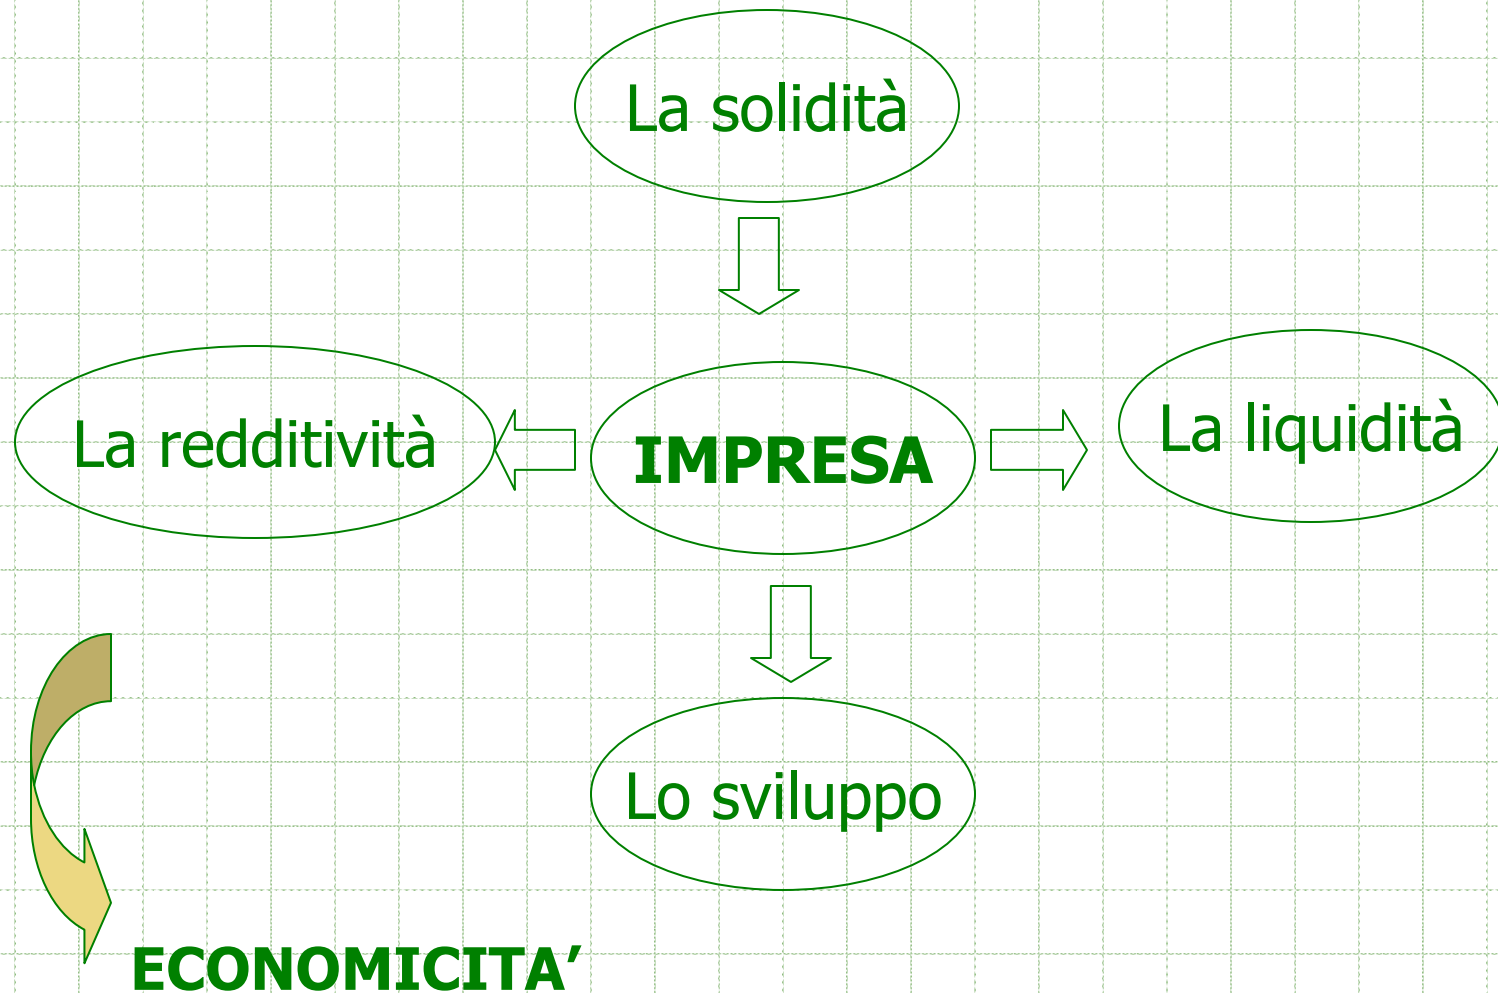 La solidità
La redditività
IMPRESA
La liquidità
Lo sviluppo
ECONOMICITA’